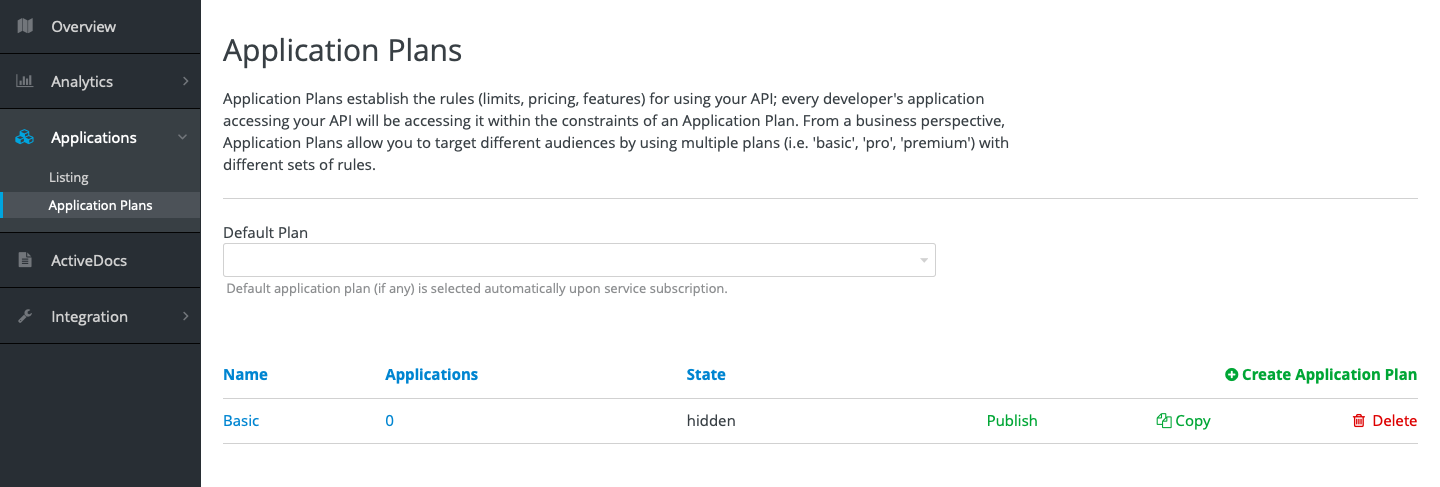 Overview
Analytics
Applications
Listing
Application Plans
ActiveDocs
Integration
Application Plans
Application Plans establish the rules (limits, pricing, features) for using your API; every developer's application
accessing your API will be accessing it within the constraints of an Application Plan. From a business perspective,
Application Plans allow you to target different audiences by using multiple plans (i.e. 'basic', 'pro', 'premium') with
different sets of rules.
Default Plan
Default application plan (if any) is selected automatically upon service subscription.
Name Applications State Create Application Plan
Basic 0 hidden Publish Copy Delete